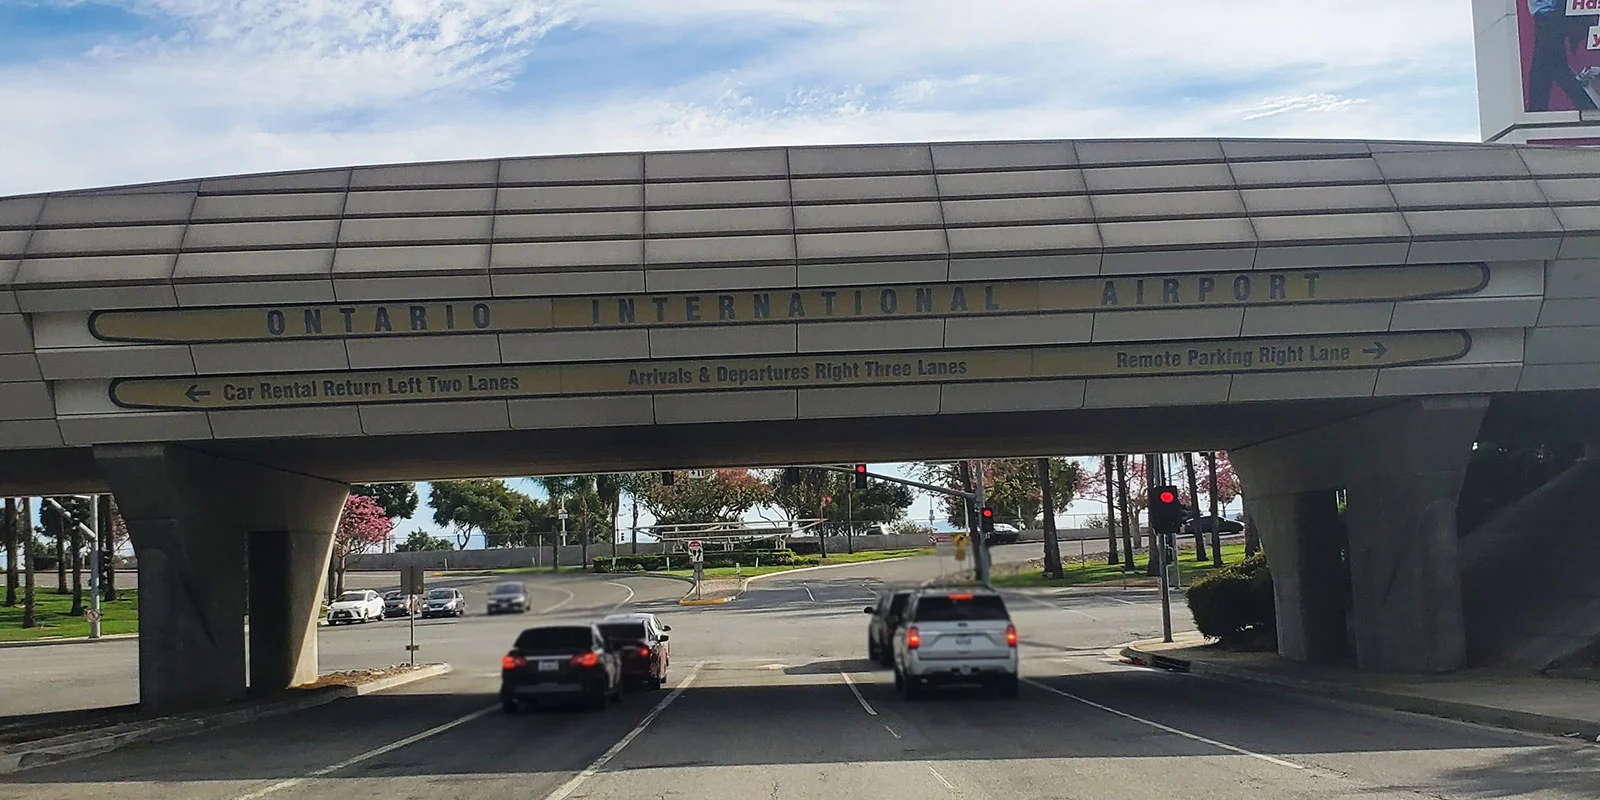 ONTARIO INTERNATIONAL AIRPORT
← Car Rental Return Left Two Lanes Arrivals & Departures Right Three Lanes Remote Parking Right Lane →